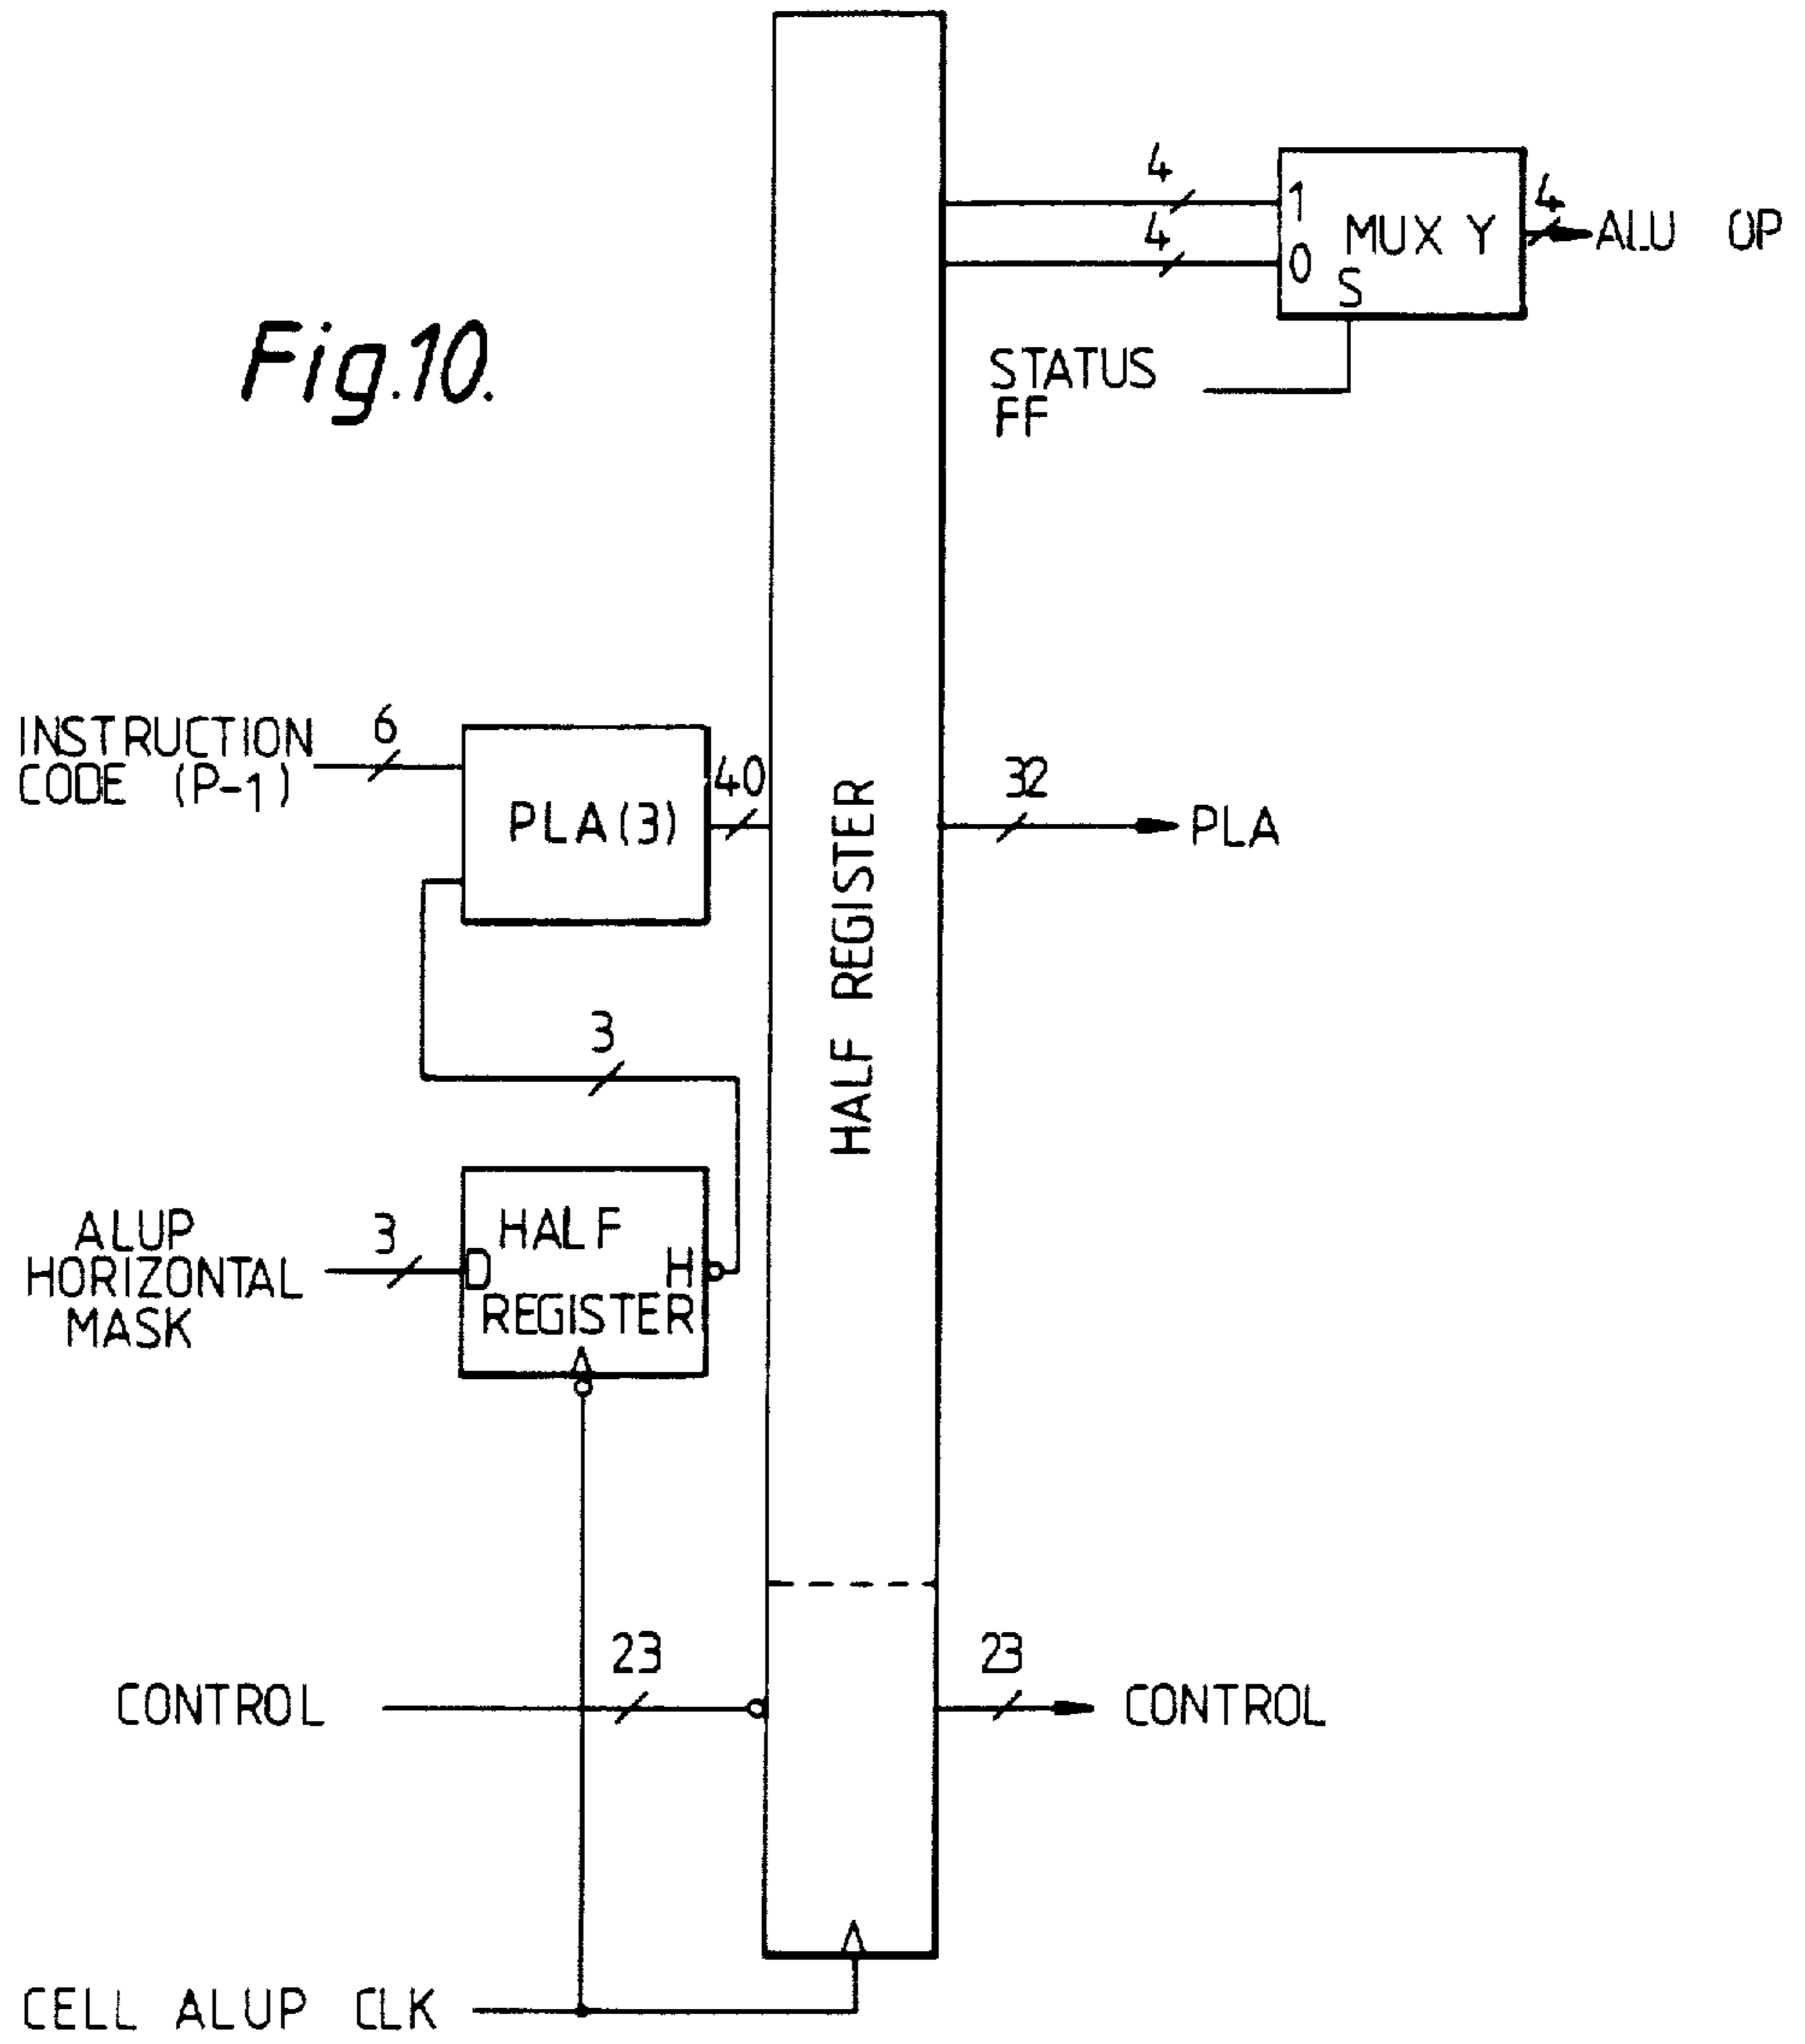 4
1
4
MUX Y
ALU OP
4
0
S
Fig.10.
STATUS
FF
INSTRUCTION
CODE (P-1)
6
PLA(3)
40
HALF REGISTER
32
PLA
3
ALUP
HORIZONTAL
MASK
3
D
HALF
H
REGISTER
CONTROL
23
23
CONTROL
CELL ALUP CLK